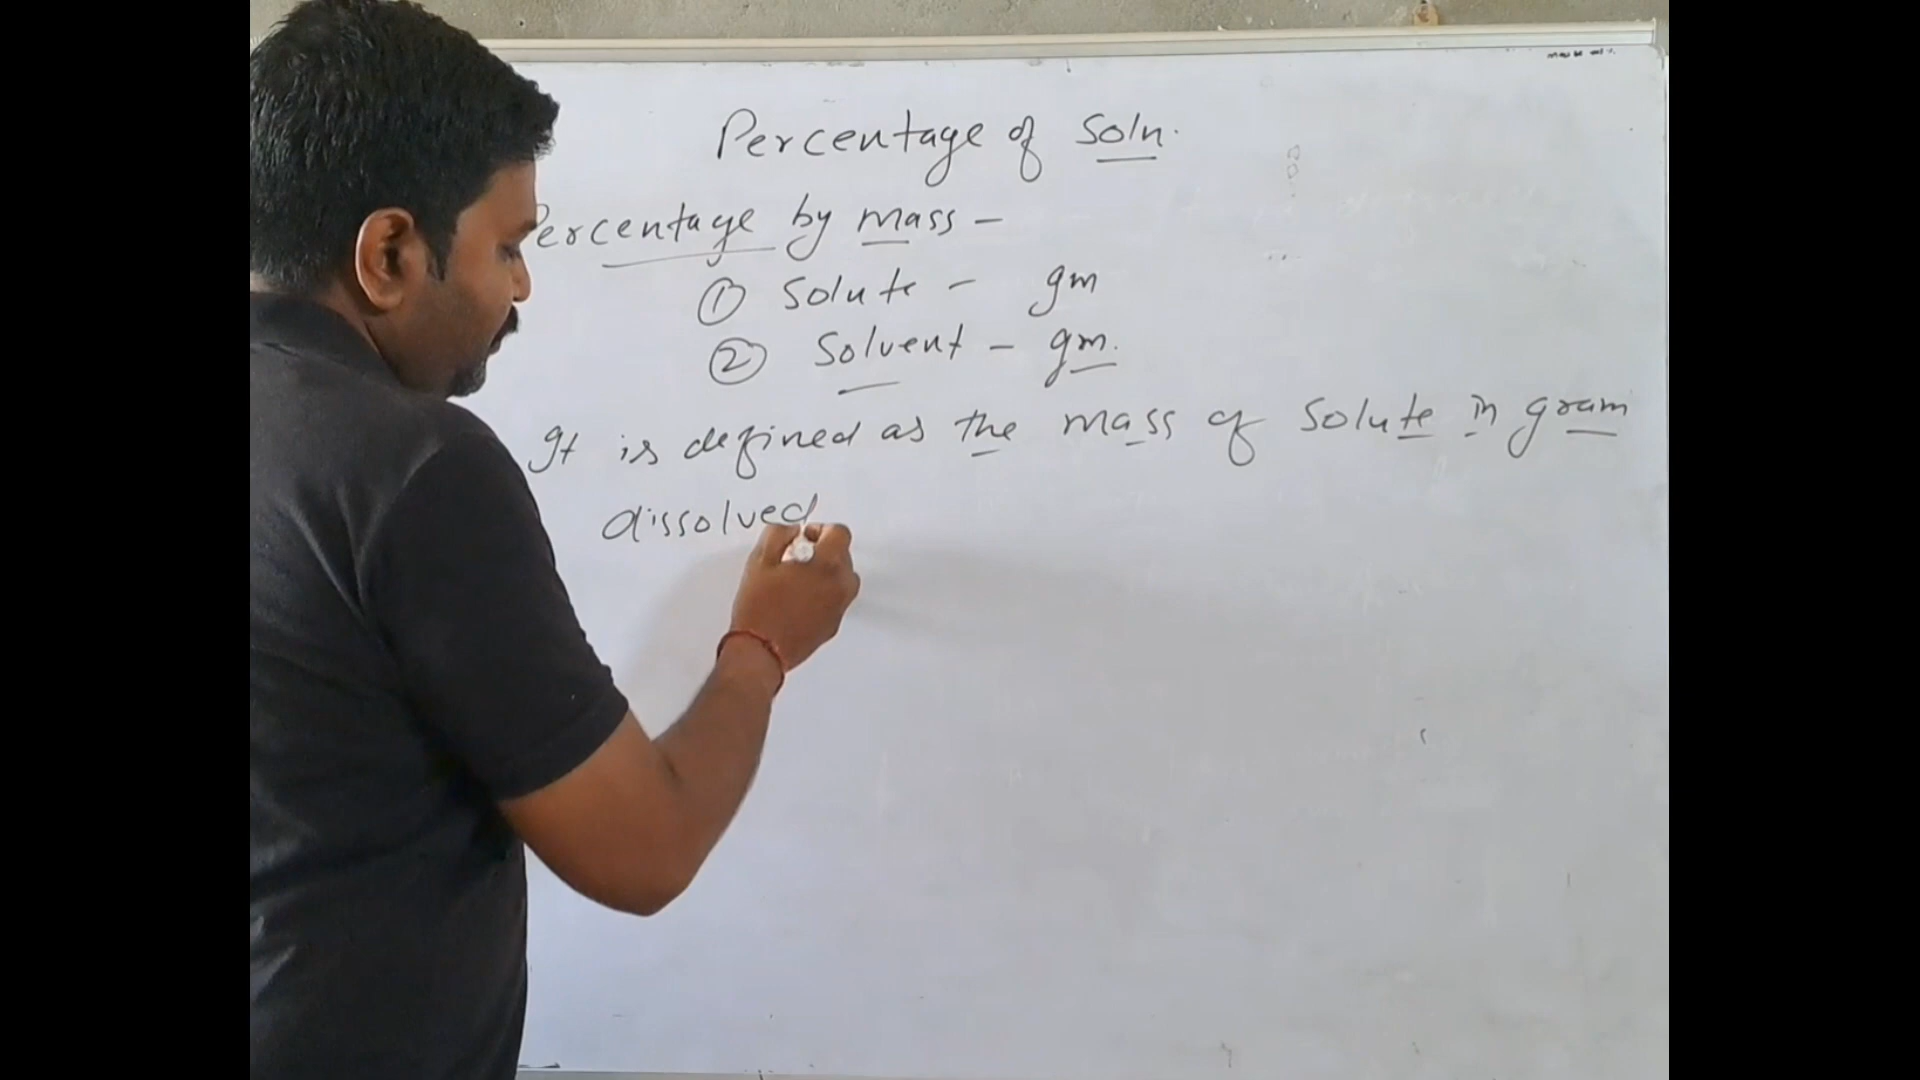 Percentage of Soln.
Percentage by mass –
① Solute – gm
② Solvent – gm.
It is defined as the mass of solute in gram
dissolved